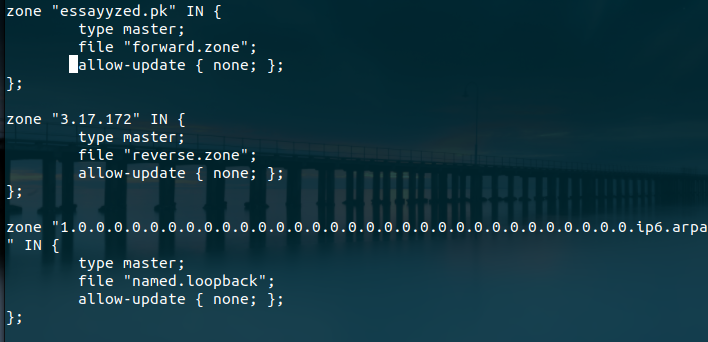 zone "essayyzed.pk" IN {
        type master;
        file "forward.zone";
        allow-update { none; };
};

zone "3.17.172" IN {
        type master;
        file "reverse.zone";
        allow-update { none; };
};

zone "1.0.0.0.0.0.0.0.0.0.0.0.0.0.0.0.0.0.0.0.0.0.0.0.0.0.0.0.0.0.0.0.ip6.arpa
" IN {
        type master;
        file "named.loopback";
        allow-update { none; };
};